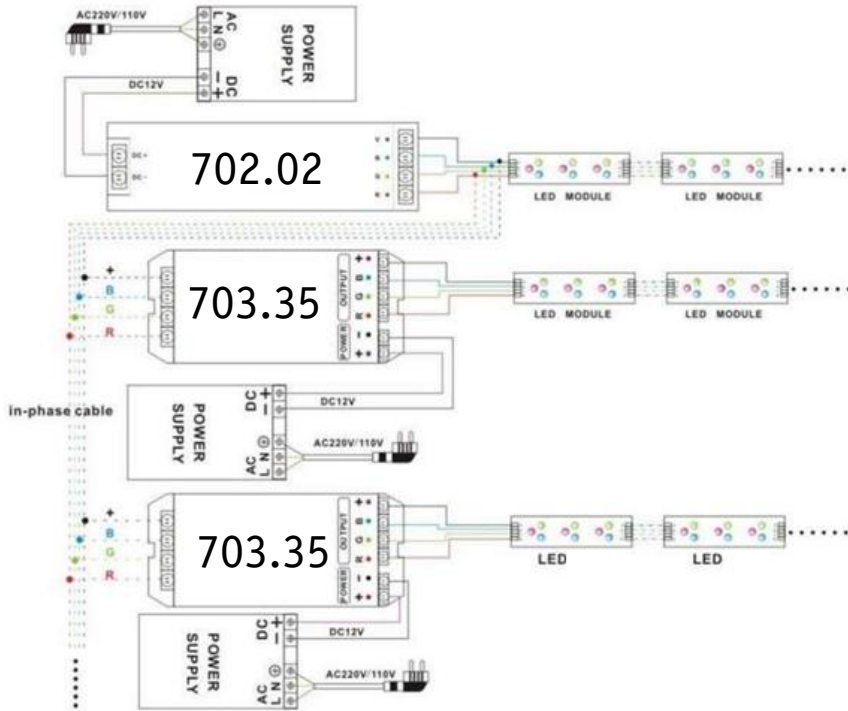 AC220V/110V
AC
L N ⏚
POWER
SUPPLY
DC
− +
DC12V
702.02
DC+
DC-
V
B
G
R
LED MODULE
LED MODULE
+
B
G
R
703.35
OUTPUT
+
B
G
R
POWER
−
+
LED MODULE
LED MODULE
in-phase cable
POWER
SUPPLY
DC
+ −
DC12V
AC
L N ⏚
AC220V/110V
+
B
G
R
703.35
OUTPUT
+
B
G
R
POWER
−
+
LED
LED
POWER
SUPPLY
DC
+ −
DC12V
AC
L N ⏚
AC220V/110V